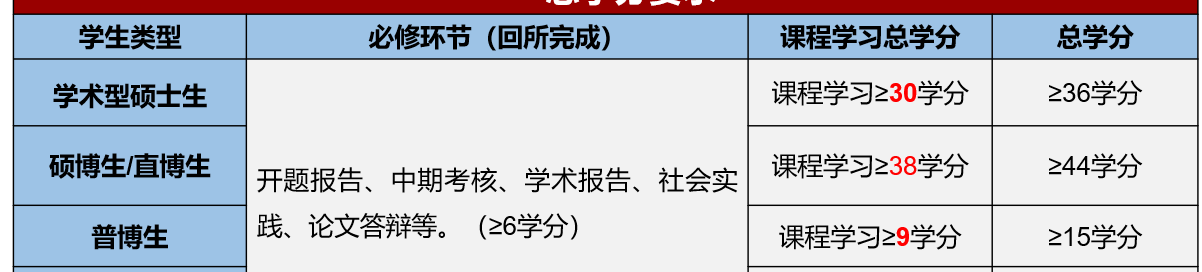 总学分要求
学生类型 必修环节（回所完成） 课程学习总学分 总学分
学术型硕士生 课程学习≥30学分 ≥36学分
硕博生/直博生 课程学习≥38学分 ≥44学分
开题报告、中期考核、学术报告、社会实
践、论文答辩等。（≥6学分）
普博生 课程学习≥9学分 ≥15学分